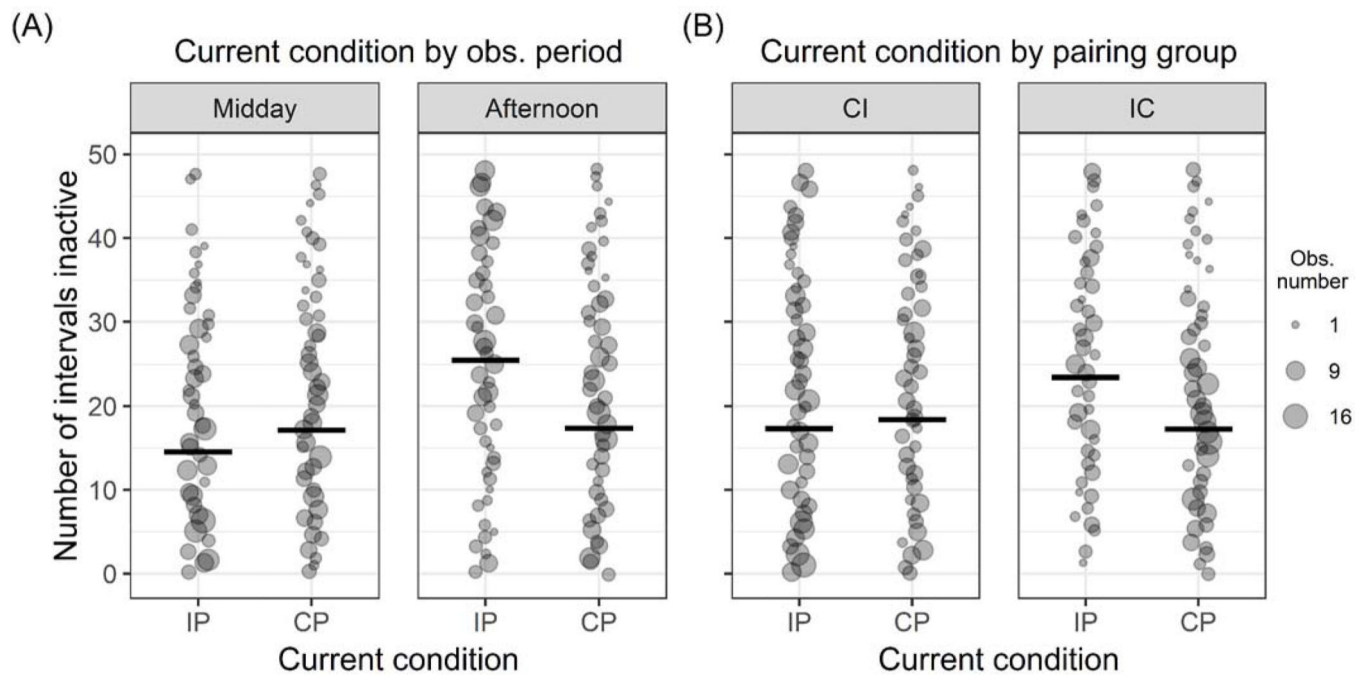 (A)
Current condition by obs. period
Midday
Afternoon
Number of intervals inactive
50
40
30
20
10
0
IP
CP
IP
CP
Current condition
(B)
Current condition by pairing group
CI
IC
IP
CP
IP
CP
Current condition
Obs.
number
1
9
16